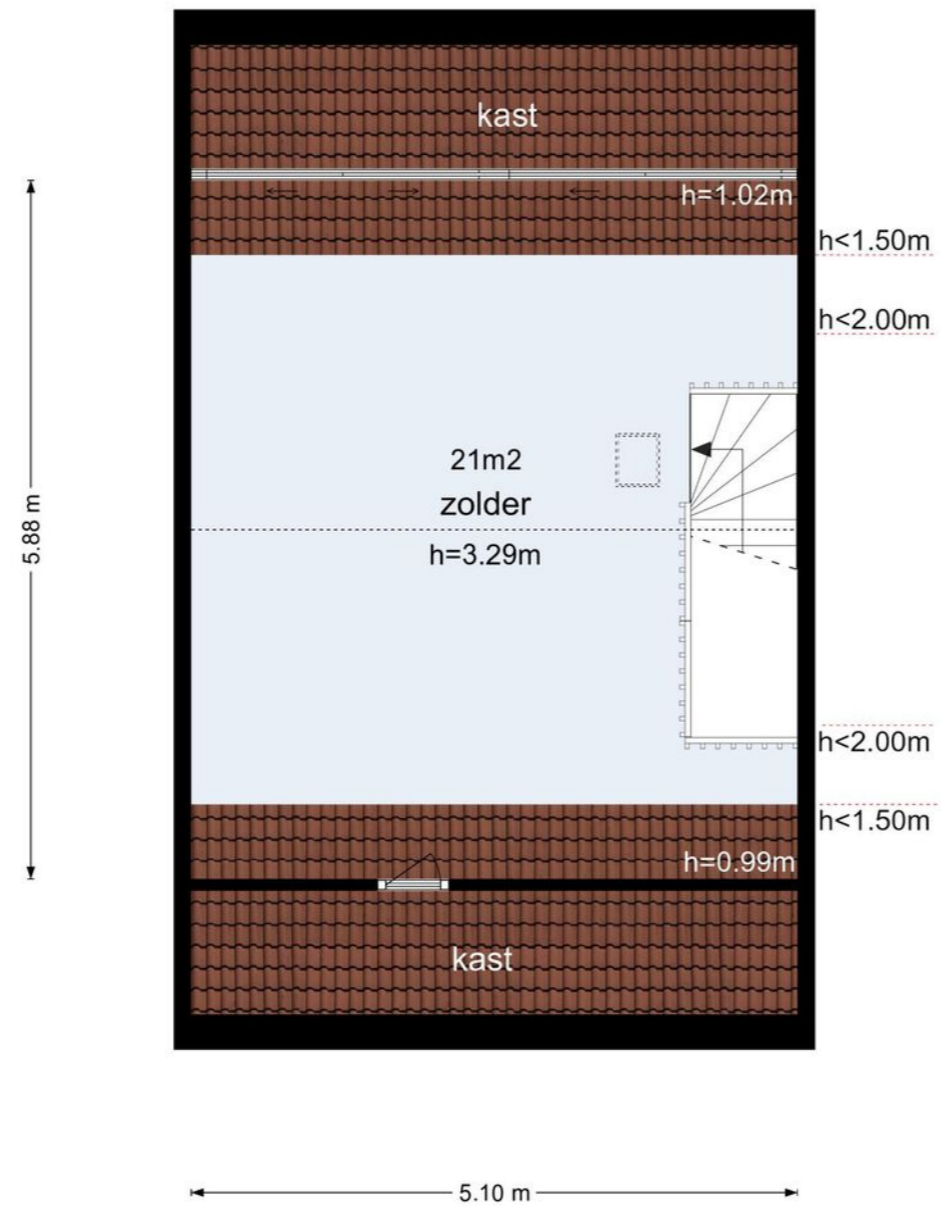 kast
h=1.02m
h<1.50m
h<2.00m
21m2
zolder
h=3.29m
5.88 m
h<2.00m
h<1.50m
h=0.99m
kast
5.10 m